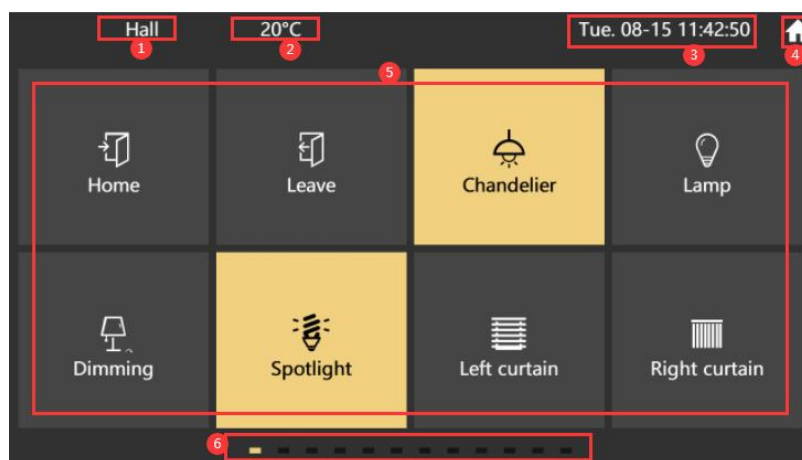 Hall 20°C Tue. 08-15 11:42:50
1 2 3 4
5
Home Leave Chandelier Lamp
Dimming Spotlight Left curtain Right curtain
6